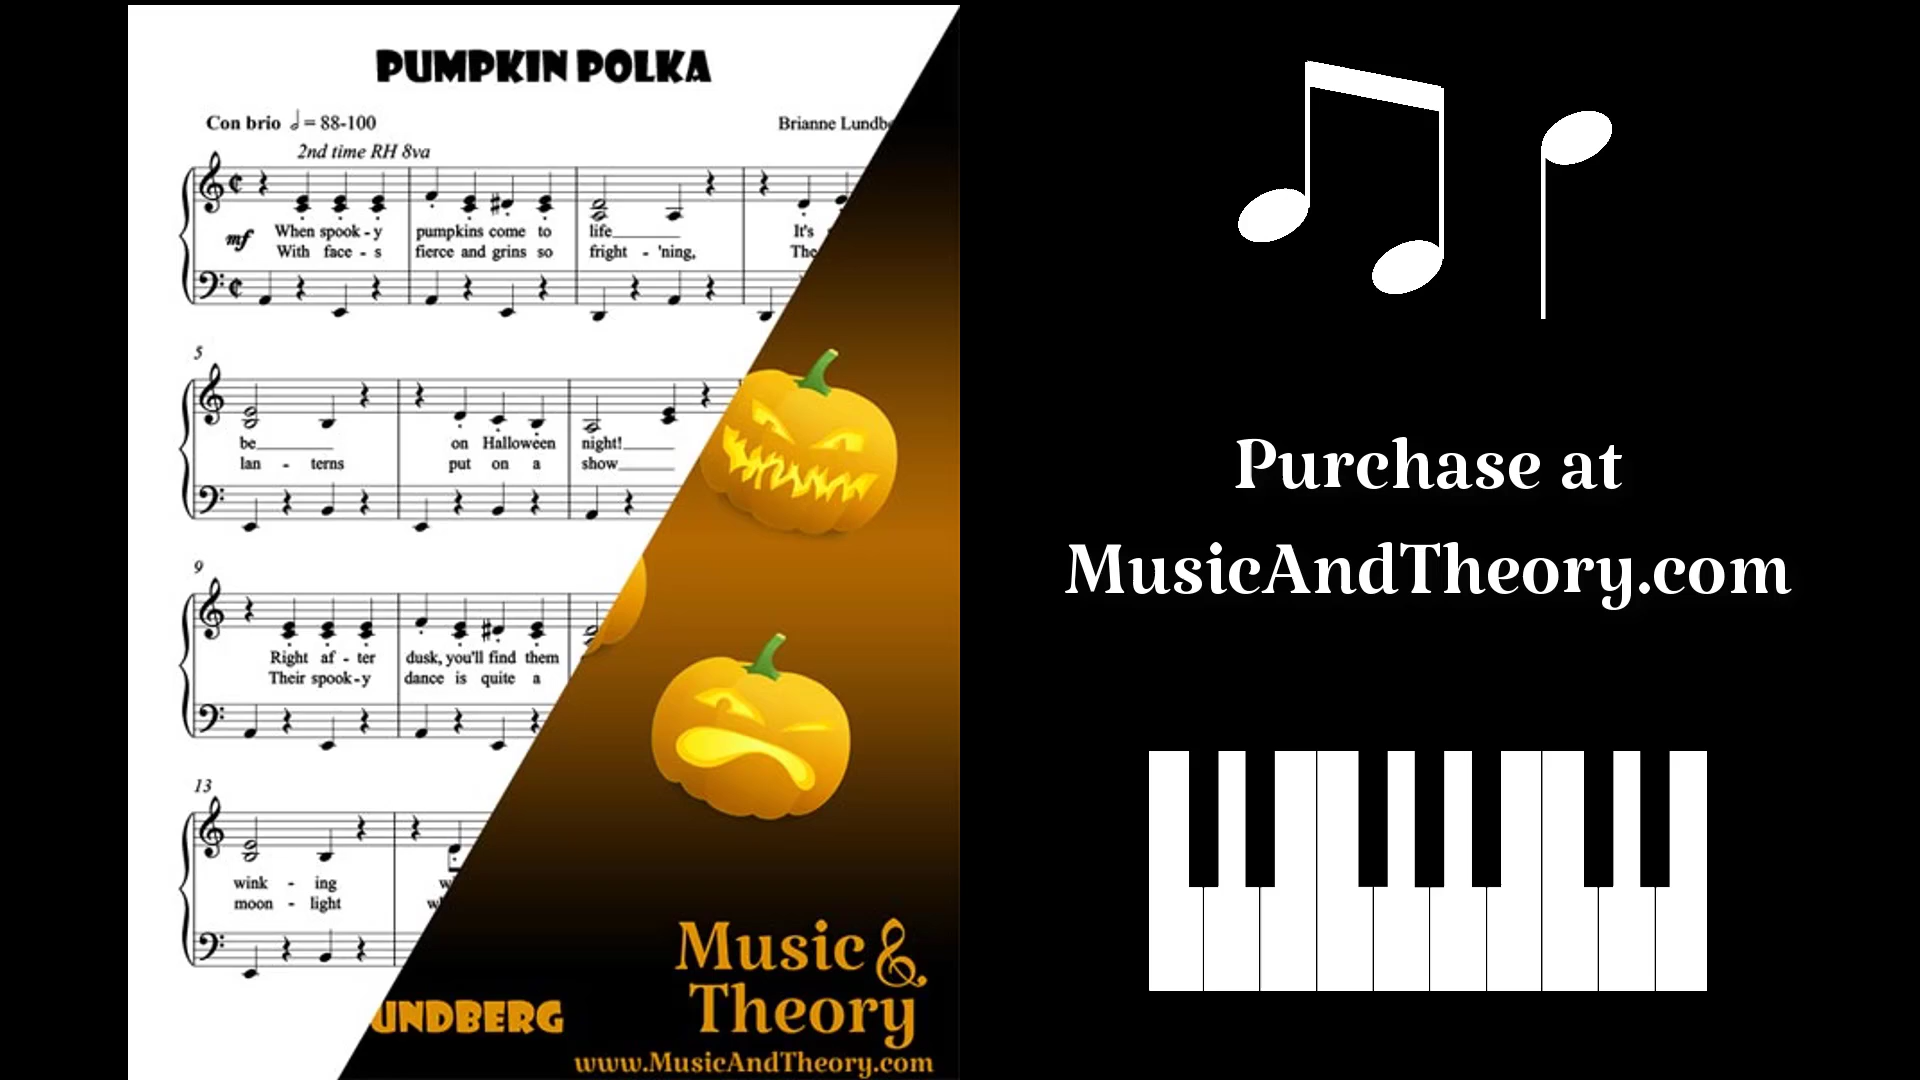 PUMPKIN POLKA
Con brio = 88-100
Brianne
2nd time RH 8va
mf
When spook - y pumpkins come to life It's
With face - s fierce and grins so fright - 'ning, The
5
be on Halloween night!
lan - terns put on a show
9
Right af - ter dusk, you'll find them
Their spook - y dance is quite a
13
wink - ing
moon - light
Music &
Theory
www.MusicAndTheory.com
Purchase at
MusicAndTheory.com